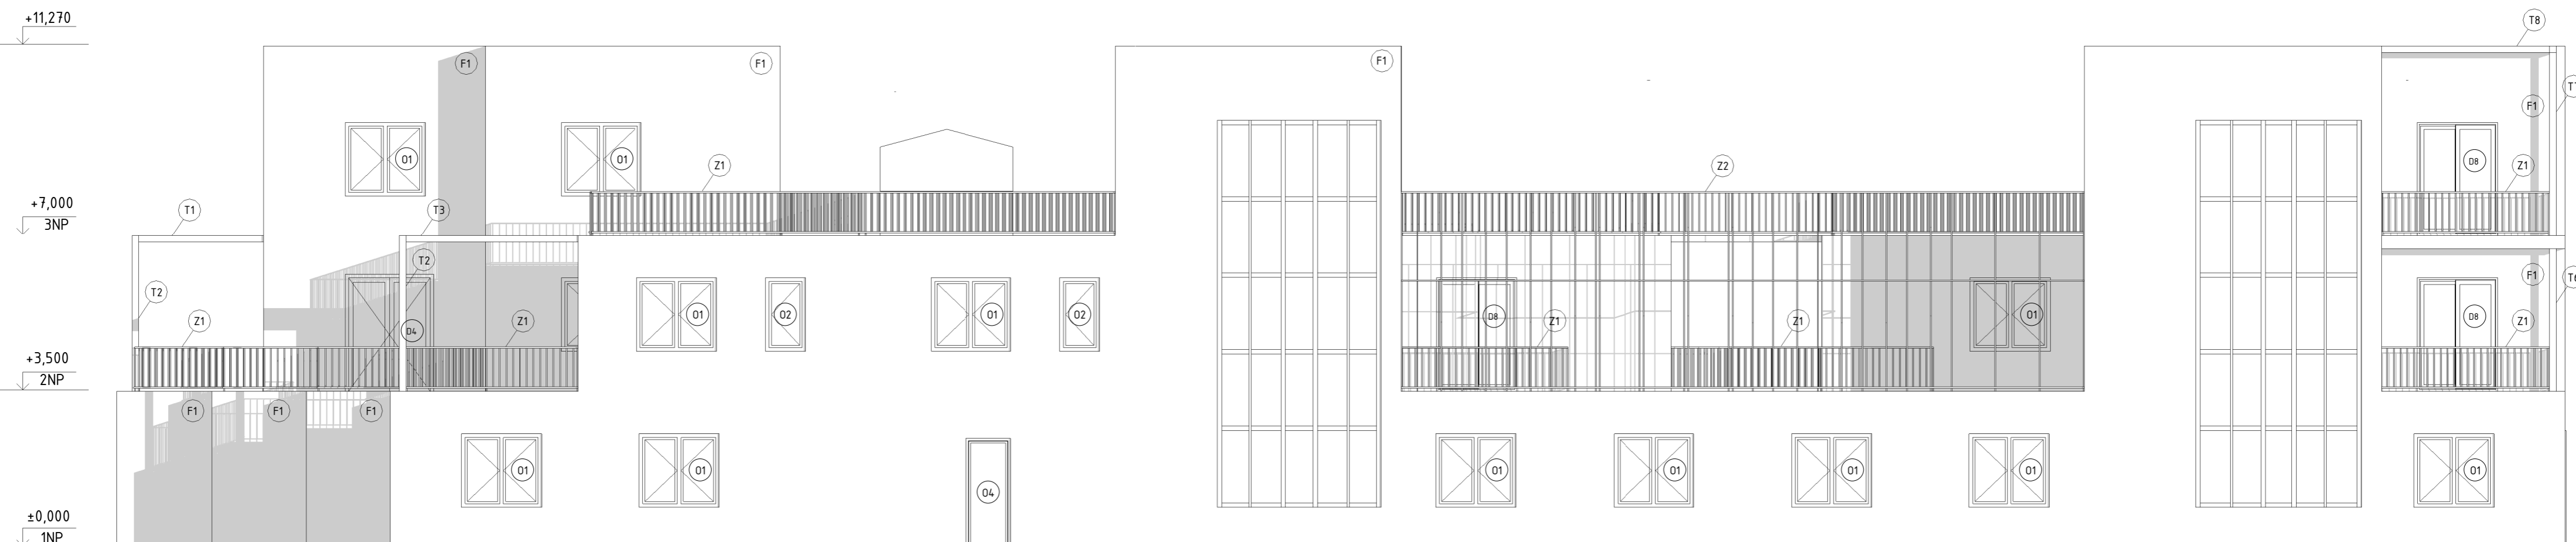 +11,270
T8
F1
F1
F1
T7
F1
O1
O1
Z1
Z2
D8
Z1
+7,000
3NP
T1
T3
T2
F1
T2
Z1
D4
Z1
O1
O2
O1
O2
D8
Z1
Z1
O1
D8
Z1
+3,500
2NP
F1
F1
F1
O1
O1
O4
O1
O1
O1
O1
O1
±0,000
1NP